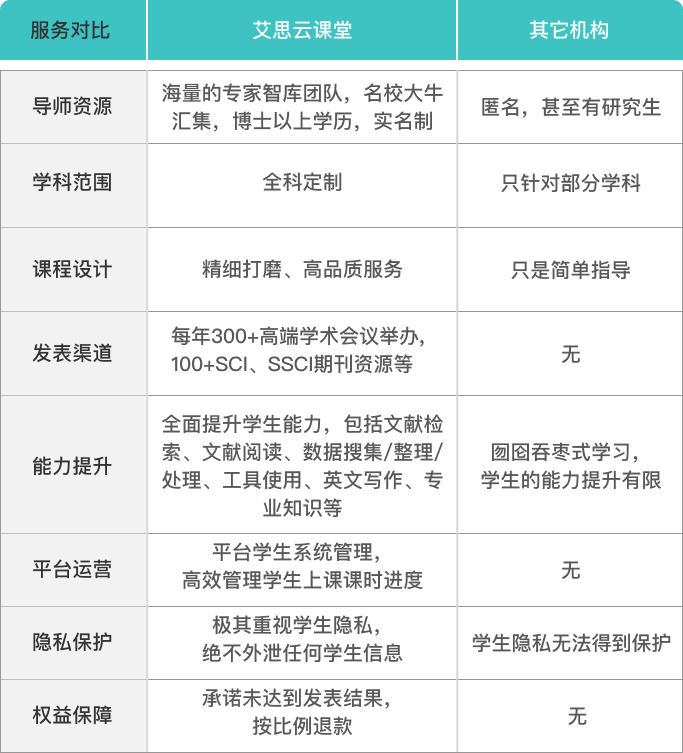 服务对比
艾思云课堂
其它机构
导师资源
海量的专家智库团队，名校大牛
汇集，博士以上学历，实名制
匿名，甚至有研究生
学科范围
全科定制
只针对部分学科
课程设计
精细打磨、高品质服务
只是简单指导
发表渠道
每年300+高端学术会议举办，
100+SCI、SSCI期刊资源等
无
能力提升
全面提升学生能力，包括文献检
索、文献阅读、数据搜集/整理/
处理、工具使用、英文写作、专
业知识等
囫囵吞枣式学习，
学生的能力提升有限
平台运营
平台学生系统管理，
高效管理学生上课课时进度
无
隐私保护
极其重视学生隐私，
绝不外泄任何学生信息
学生隐私无法得到保护
权益保障
承诺未达到发表结果，
按比例退款
无